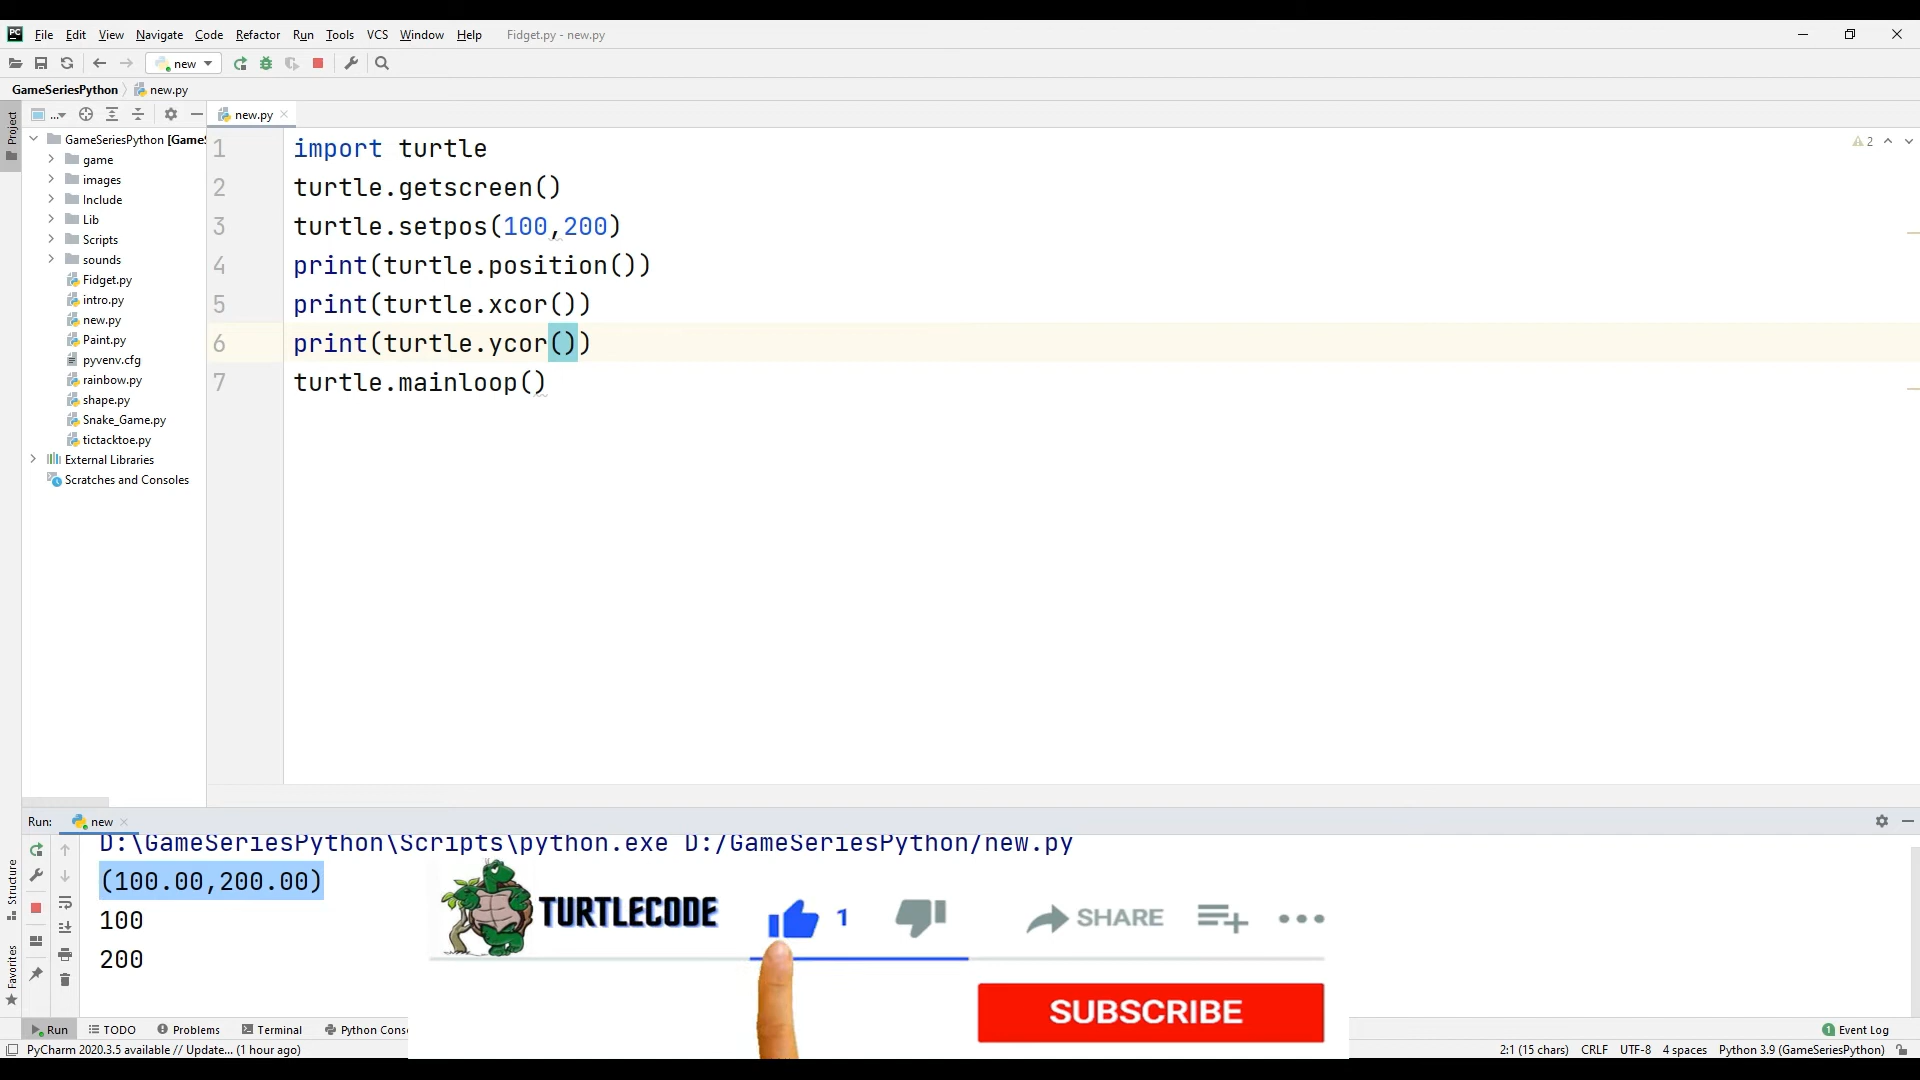 File Edit View Navigate Code Refactor Run Tools VCS Window Help Fidget.py - new.py
new
GameSeriesPython new.py
Project
... new.py
GameSeriesPython [GameS
game
images
Include
Lib
Scripts
sounds
Fidget.py
intro.py
new.py
Paint.py
pyvenv.cfg
rainbow.py
shape.py
Snake_Game.py
tictacktoe.py
External Libraries
Scratches and Consoles
1 import turtle
2 turtle.getscreen()
3 turtle.setpos(100,200)
4 print(turtle.position())
5 print(turtle.xcor())
6 print(turtle.ycor())
7 turtle.mainloop()
2
Run: new
D:\GameSeriesPython\Scripts\python.exe D:/GameSeriesPython/new.py
(100.00,200.00)
100
200
Structure
Favorites
TURTLECODE 1 SHARE
SUBSCRIBE
Run TODO Problems Terminal Python Conso
1 Event Log
PyCharm 2020.3.5 available // Update... (1 hour ago)
2:1 (15 chars) CRLF UTF-8 4 spaces Python 3.9 (GameSeriesPython)